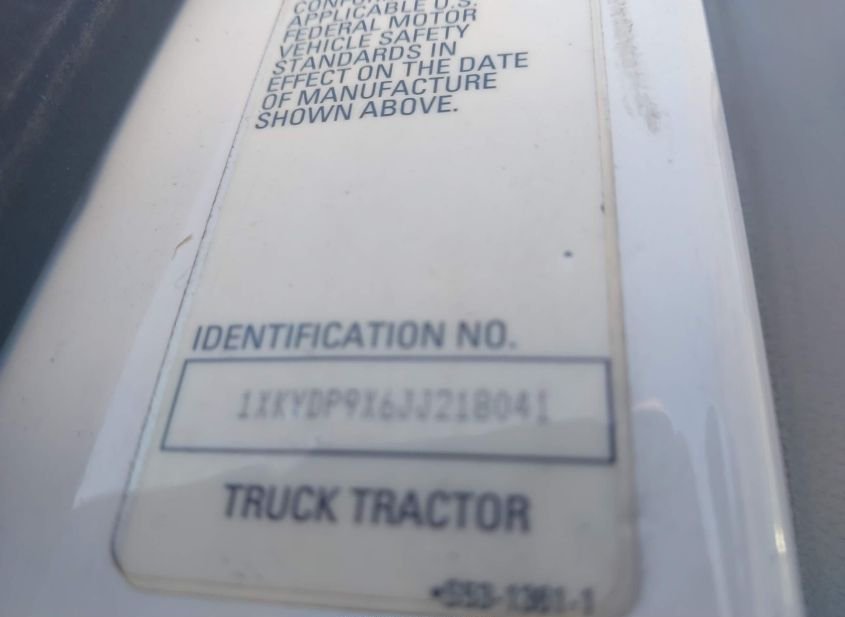 APPLICABLE U.S.
FEDERAL MOTOR
VEHICLE SAFETY
STANDARDS IN
EFFECT ON THE DATE
OF MANUFACTURE
SHOWN ABOVE.
IDENTIFICATION NO.
1XKYDP9X6JJ218041
TRUCK TRACTOR